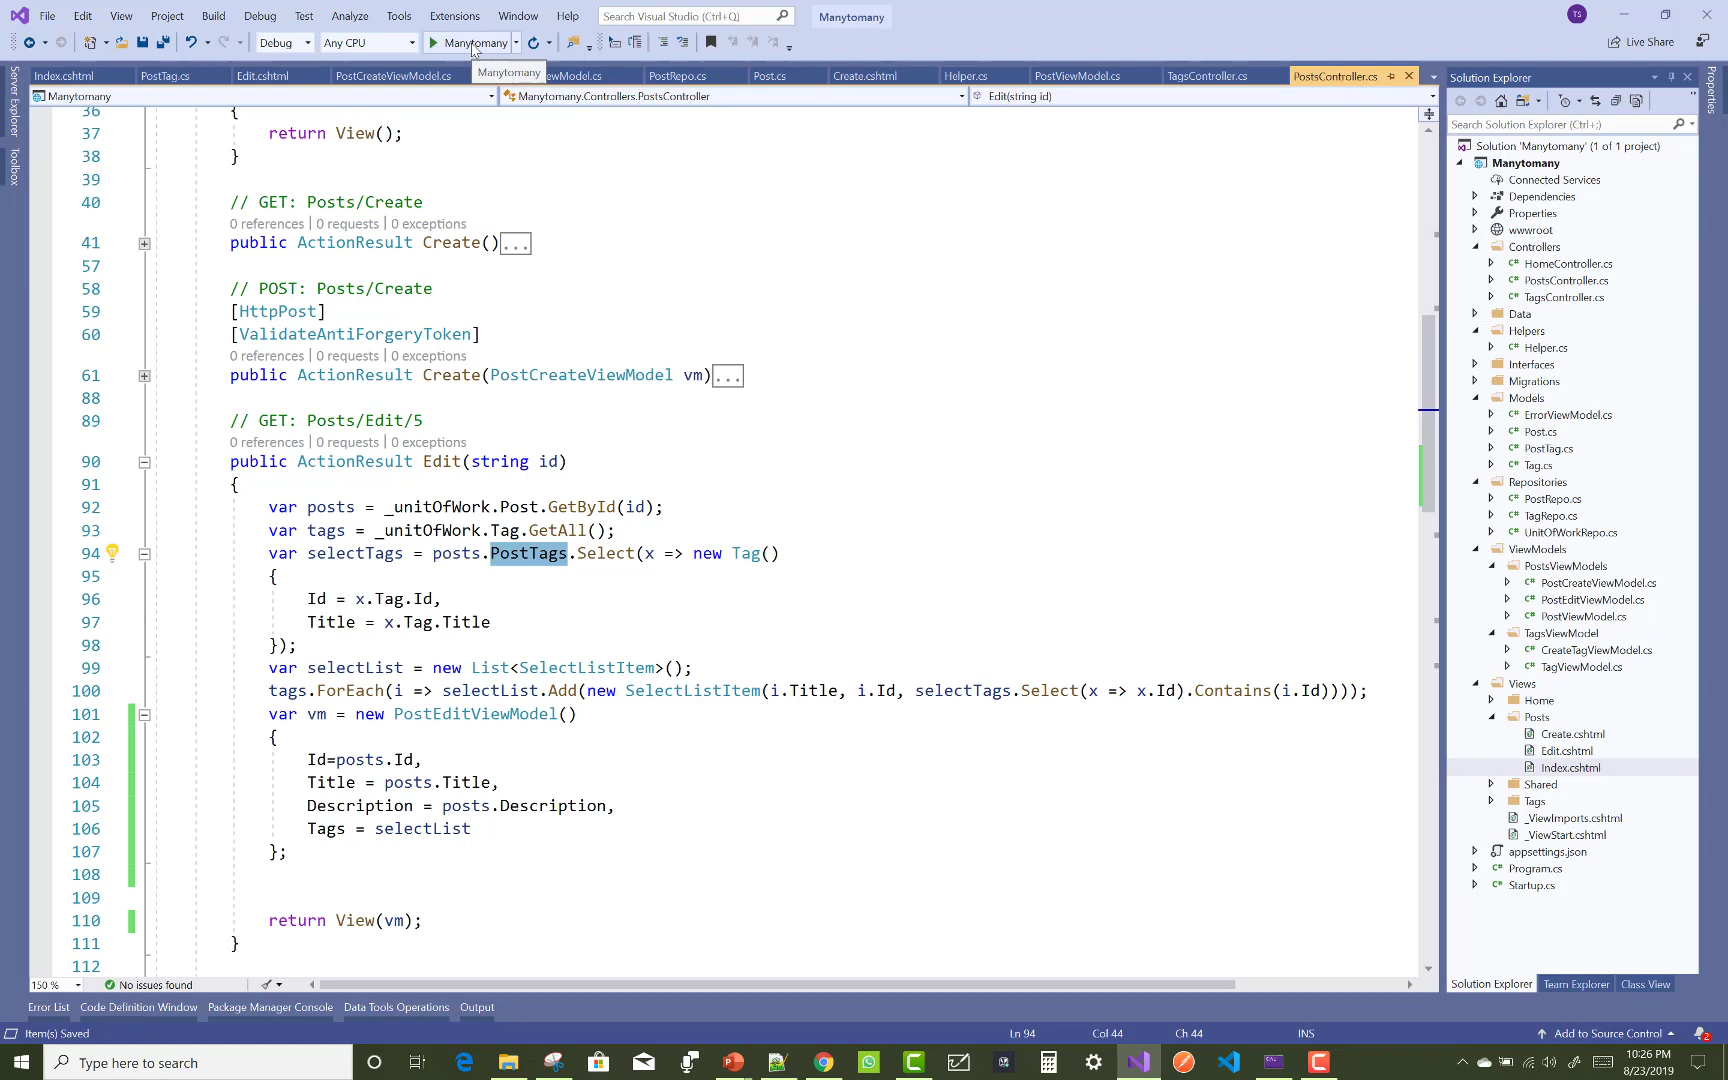 File Edit View Project Build Debug Test Analyze Tools Extensions Window Help Search Visual Studio (Ctrl+Q) Manytomany TS
Debug Any CPU Manytomany Live Share
Index.cshtml PostTag.cs Edit.cshtml PostCreateViewModel.cs Manytomany PostRepo.cs Post.cs Create.cshtml Helper.cs PostViewModel.cs TagsController.cs PostsController.cs
Manytomany Manytomany.Controllers.PostsController Edit(string id)
Server Explorer
Toolbox
36 {
37 return View();
38 }
39
40 // GET: Posts/Create
0 references | 0 requests | 0 exceptions
41 public ActionResult Create()...
57
58 // POST: Posts/Create
59 [HttpPost]
60 [ValidateAntiForgeryToken]
0 references | 0 requests | 0 exceptions
61 public ActionResult Create(PostCreateViewModel vm)...
88
89 // GET: Posts/Edit/5
0 references | 0 requests | 0 exceptions
90 public ActionResult Edit(string id)
91 {
92 var posts = _unitOfWork.Post.GetById(id);
93 var tags = _unitOfWork.Tag.GetAll();
94 var selectTags = posts.PostTags.Select(x => new Tag()
95 {
96 Id = x.Tag.Id,
97 Title = x.Tag.Title
98 });
99 var selectList = new List<SelectListItem>();
100 tags.ForEach(i => selectList.Add(new SelectListItem(i.Title, i.Id, selectTags.Select(x => x.Id).Contains(i.Id))));
101 var vm = new PostEditViewModel()
102 {
103 Id=posts.Id,
104 Title = posts.Title,
105 Description = posts.Description,
106 Tags = selectList
107 };
108
109
110 return View(vm);
111 }
112
150 % No issues found
Error List Code Definition Window Package Manager Console Data Tools Operations Output
Item(s) Saved Ln 94 Col 44 Ch 44 INS Add to Source Control 2
Solution Explorer
Search Solution Explorer (Ctrl+;)
Solution 'Manytomany' (1 of 1 project)
Manytomany
Connected Services
Dependencies
Properties
wwwroot
Controllers
HomeController.cs
PostsController.cs
TagsController.cs
Data
Helpers
Helper.cs
Interfaces
Migrations
Models
ErrorViewModel.cs
Post.cs
PostTag.cs
Tag.cs
Repositories
PostRepo.cs
TagRepo.cs
UnitOfWorkRepo.cs
ViewModels
PostsViewModels
PostCreateViewModel.cs
PostEditViewModel.cs
PostViewModel.cs
TagsViewModel
CreateTagViewModel.cs
TagViewModel.cs
Views
Home
Posts
Create.cshtml
Edit.cshtml
Index.cshtml
Shared
Tags
_ViewImports.cshtml
_ViewStart.cshtml
appsettings.json
Program.cs
Startup.cs
Solution Explorer Team Explorer Class View
Properties
Type here to search
10:26 PM
8/23/2019